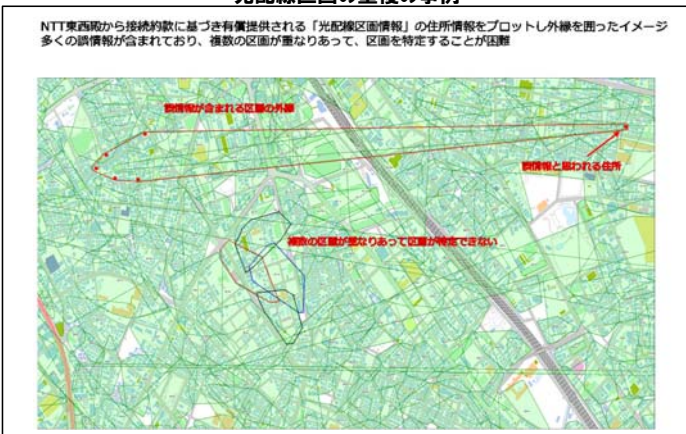 光配線区画の重複の事例
NTT東西殿から接続約款に基づき有償提供される「光配線区画情報」の住所情報をプロットし外縁を囲ったイメージ
多くの誤情報が含まれており、複数の区画が重なりあって、区画を特定することが困難
誤情報が含まれる区画の外縁
誤情報と思われる住所
複数の区画が重なりあって区画が特定できない